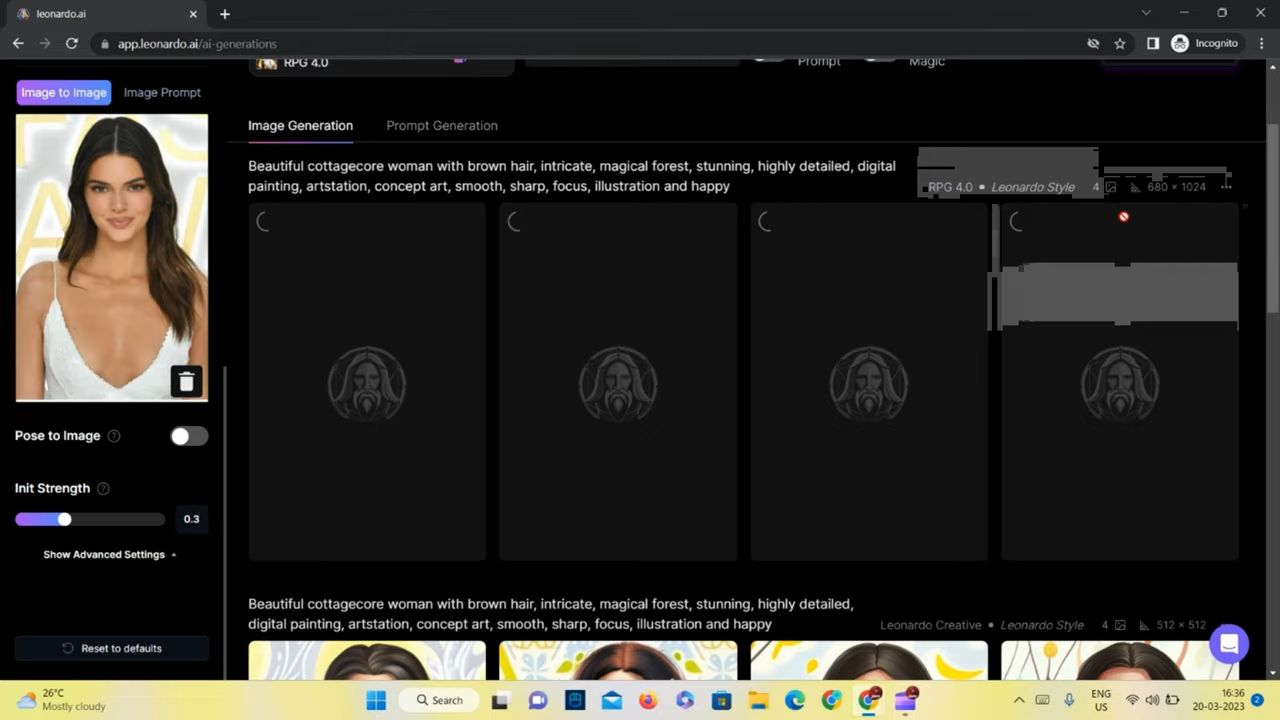 leonardo.ai
app.leonardo.ai/ai-generations
Incognito
RPG 4.0
Prompt
Magic
Image to Image
Image Prompt
Image Generation
Prompt Generation
Beautiful cottagecore woman with brown hair, intricate, magical forest, stunning, highly detailed, digital
painting, artstation, concept art, smooth, sharp, focus, illustration and happy
RPG 4.0 • Leonardo Style 4 680 × 1024
Pose to Image
Init Strength
0.3
Show Advanced Settings
Reset to defaults
Beautiful cottagecore woman with brown hair, intricate, magical forest, stunning, highly detailed,
digital painting, artstation, concept art, smooth, sharp, focus, illustration and happy
Leonardo Creative • Leonardo Style 4 512 × 512
26°C
Mostly cloudy
Search
ENG
US
16:36
20-03-2023
2